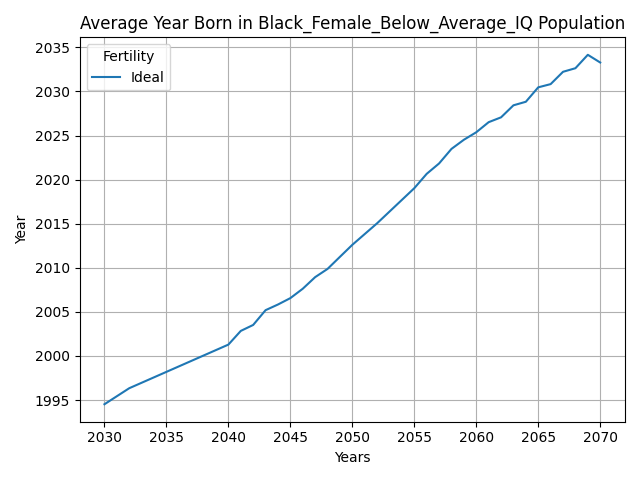 Average Year Born in Black_Female_Below_Average_IQ Population
Fertility
Ideal
Year
2035
2030
2025
2020
2015
2010
2005
2000
1995
2030 2035 2040 2045 2050 2055 2060 2065 2070
Years